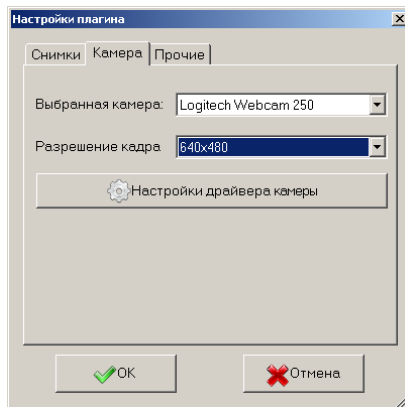 Настройки плагина
Снимки Камера Прочие
Выбранная камера: Logitech Webcam 250
Разрешение кадра 640x480
Настройки драйвера камеры
OK Отмена